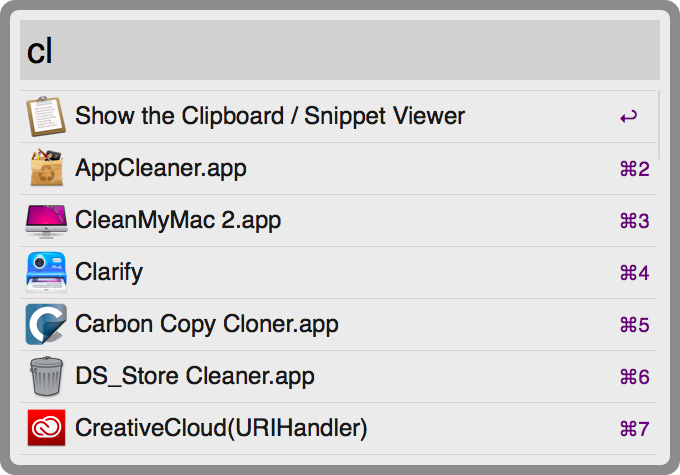 cl
Show the Clipboard / Snippet Viewer ↩
AppCleaner.app ⌘2
CleanMyMac 2.app ⌘3
Clarify ⌘4
Carbon Copy Cloner.app ⌘5
DS_Store Cleaner.app ⌘6
CreativeCloud(URIHandler) ⌘7